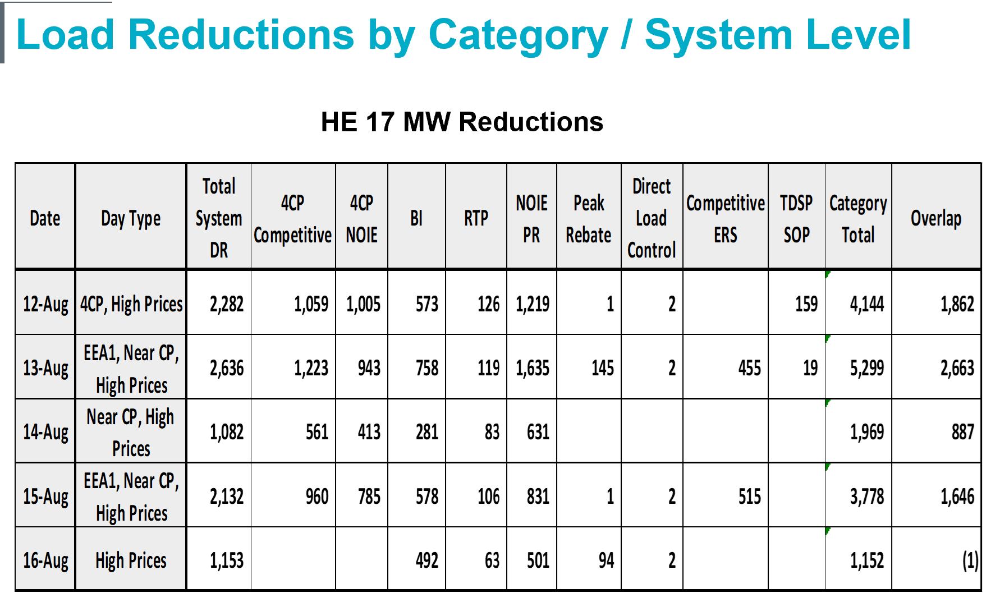 Load Reductions by Category / System Level
HE 17 MW Reductions
Date Day Type Total System DR 4CP Competitive 4CP NOIE BI RTP NOIE PR Peak Rebate Direct Load Control Competitive ERS TDSP SOP Category Total Overlap
12-Aug 4CP, High Prices 2,282 1,059 1,005 573 126 1,219 1 2 159 4,144 1,862
13-Aug EEA1, Near CP, High Prices 2,636 1,223 943 758 119 1,635 145 2 455 19 5,299 2,663
14-Aug Near CP, High Prices 1,082 561 413 281 83 631 1,969 887
15-Aug EEA1, Near CP, High Prices 2,132 960 785 578 106 831 1 2 515 3,778 1,646
16-Aug High Prices 1,153 492 63 501 94 2 1,152 (1)